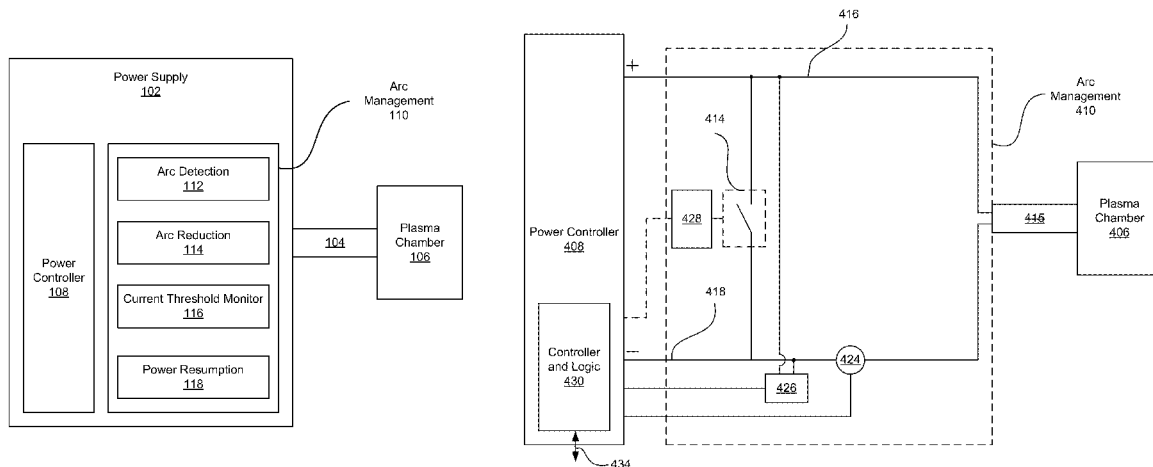 Power Supply
102
Arc
Management
110
Power
Controller
108
Arc Detection
112
Arc Reduction
114
Current Threshold Monitor
116
Power Resumption
118
104
Plasma
Chamber
106
416
Arc
Management
410
+
414
428
Power Controller
408
415
Plasma
Chamber
406
418
–
Controller
and Logic
430
424
426
434